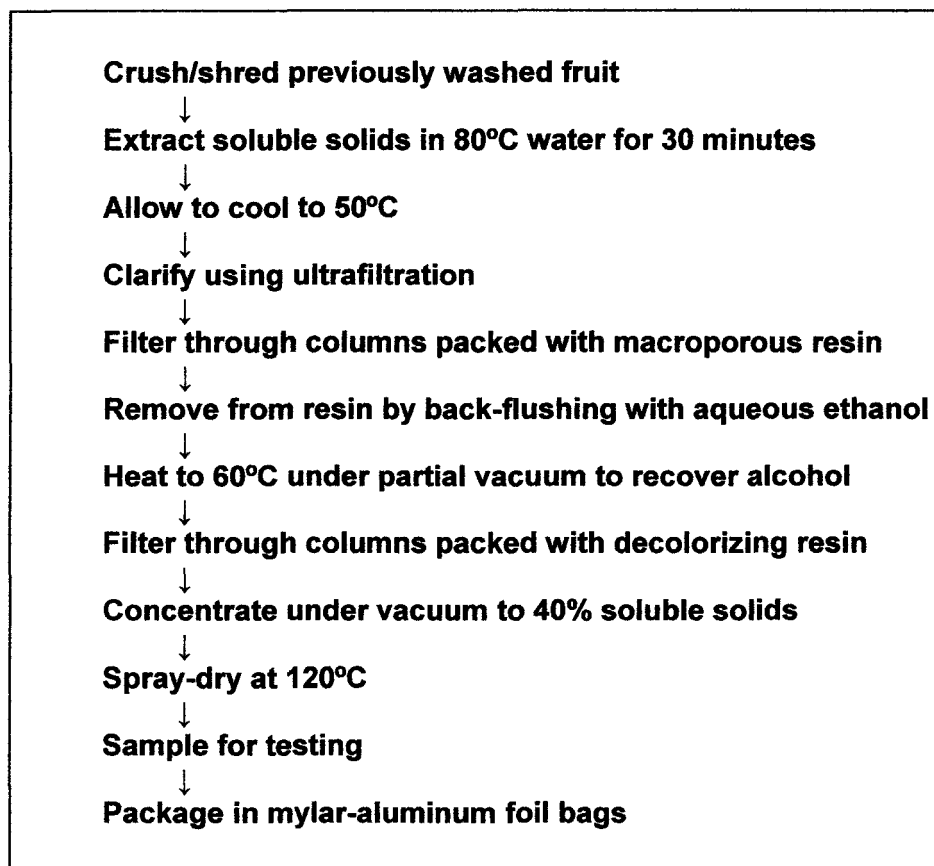 Crush/shred previously washed fruit
↓
Extract soluble solids in 80ºC water for 30 minutes
↓
Allow to cool to 50ºC
↓
Clarify using ultrafiltration
↓
Filter through columns packed with macroporous resin
↓
Remove from resin by back-flushing with aqueous ethanol
↓
Heat to 60ºC under partial vacuum to recover alcohol
↓
Filter through columns packed with decolorizing resin
↓
Concentrate under vacuum to 40% soluble solids
↓
Spray-dry at 120ºC
↓
Sample for testing
↓
Package in mylar-aluminum foil bags